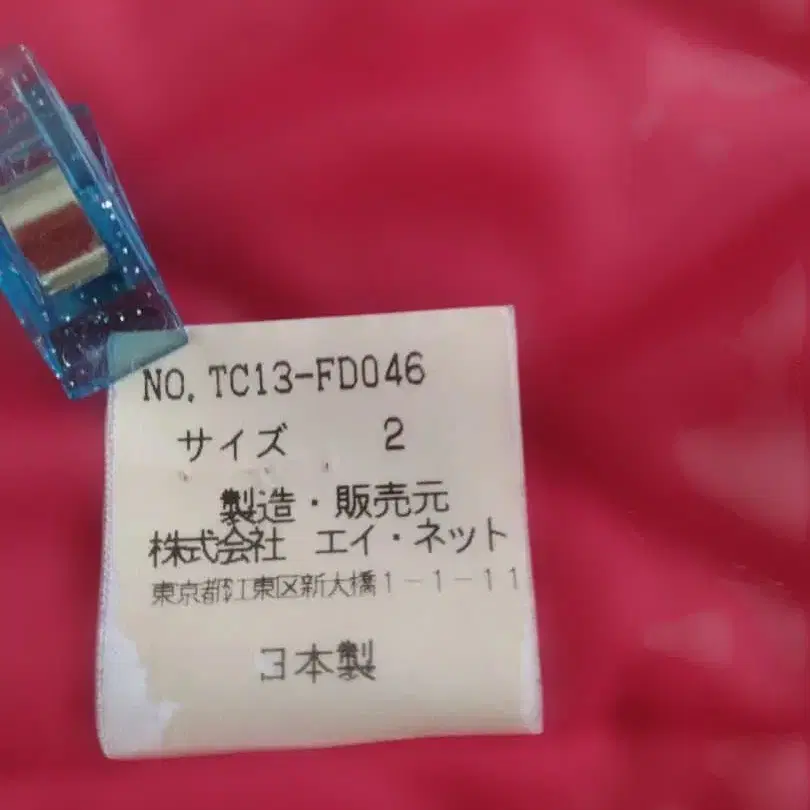 NO. TC13-FD046
サイズ 2
製造・販売元
株式会社 エイ・ネット
東京都江東区新大橋1-1-11
日本製